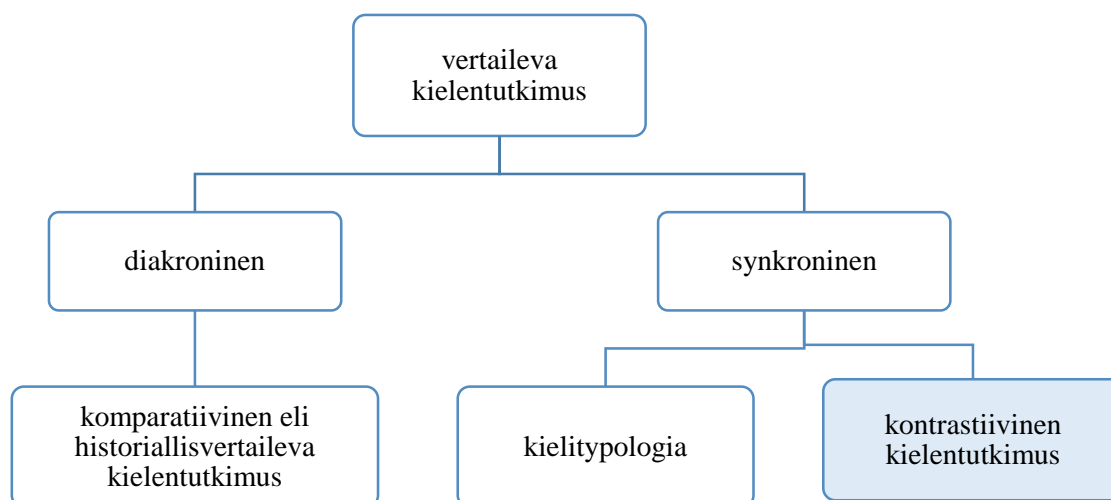 vertaileva
kielentutkimus
diakroninen
synkroninen
komparatiivinen eli
historiallisvertaileva
kielentutkimus
kielitypologia
kontrastiivinen
kielentutkimus